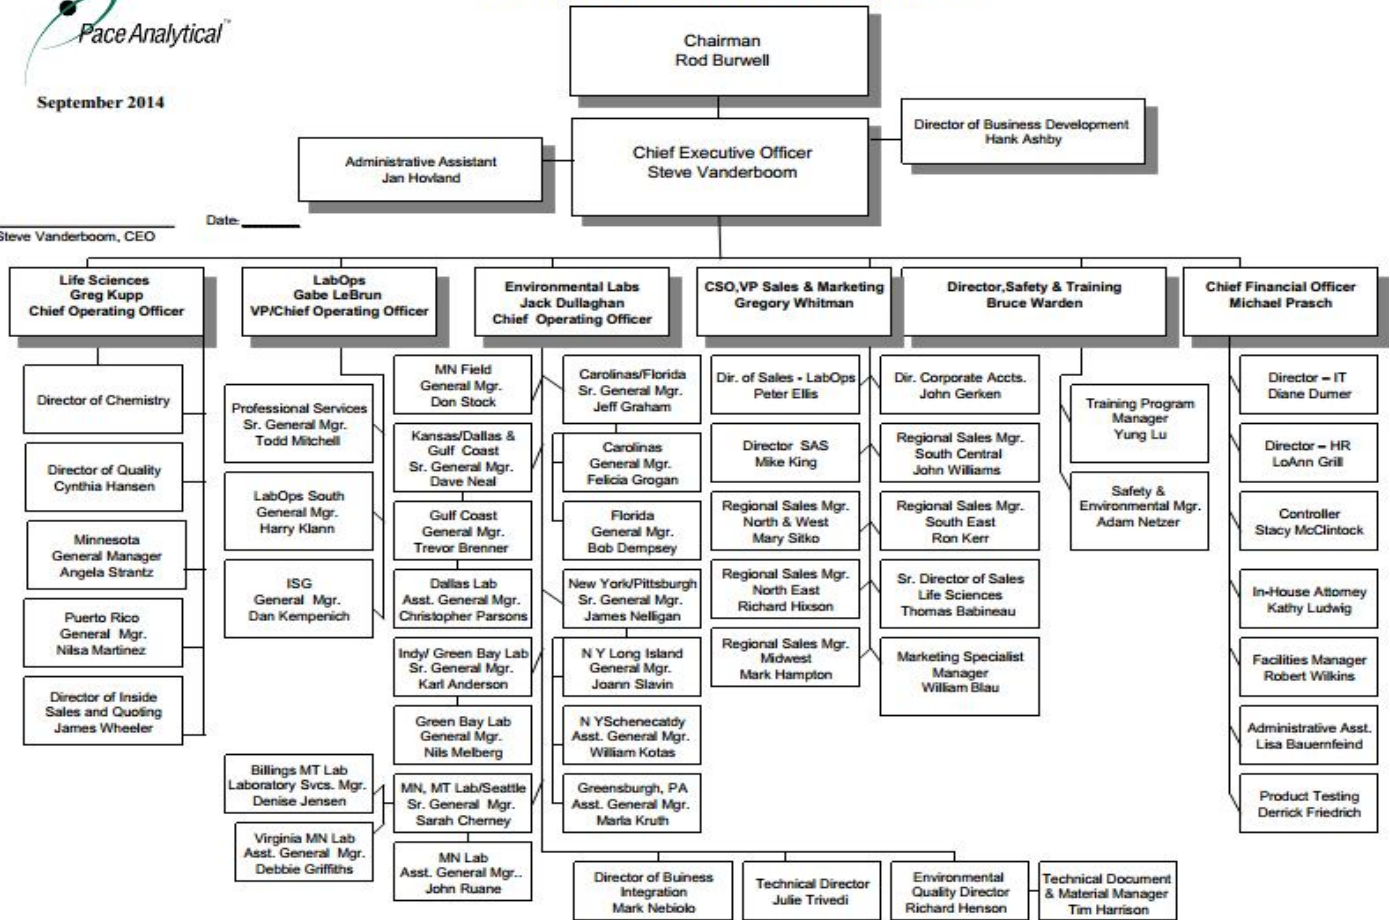 Pace Analytical™
September 2014
Chairman
Rod Burwell
Chief Executive Officer
Steve Vanderboom
Director of Business Development
Hank Ashby
Administrative Assistant
Jan Hovland
Date:
Steve Vanderboom, CEO
Life Sciences
Greg Kupp
Chief Operating Officer
LabOps
Gabe LeBrun
VP/Chief Operating Officer
Environmental Labs
Jack Dullaghan
Chief Operating Officer
CSO,VP Sales & Marketing
Gregory Whitman
Director,Safety & Training
Bruce Warden
Chief Financial Officer
Michael Prasch
Director of Chemistry
Director of Quality
Cynthia Hansen
Minnesota
General Manager
Angela Strantz
Puerto Rico
General Mgr.
Nilsa Martinez
Director of Inside
Sales and Quoting
James Wheeler
Professional Services
Sr. General Mgr.
Todd Mitchell
LabOps South
General Mgr.
Harry Klann
ISG
General Mgr.
Dan Kempenich
MN Field
General Mgr.
Don Stock
Kansas/Dallas &
Gulf Coast
Sr. General Mgr.
Dave Neal
Gulf Coast
General Mgr.
Trevor Brenner
Dallas Lab
Asst. General Mgr.
Christopher Parsons
Indy/ Green Bay Lab
Sr. General Mgr.
Karl Anderson
Green Bay Lab
General Mgr.
Nils Melberg
MN, MT Lab/Seattle
Sr. General Mgr.
Sarah Cherney
MN Lab
Asst. General Mgr..
John Ruane
Billings MT Lab
Laboratory Svcs. Mgr.
Denise Jensen
Virginia MN Lab
Asst. General Mgr.
Debbie Griffiths
Carolinas/Florida
Sr. General Mgr.
Jeff Graham
Carolinas
General Mgr.
Felicia Grogan
Florida
General Mgr.
Bob Dempsey
New York/Pittsburgh
Sr. General Mgr.
James Nelligan
N Y Long Island
General Mgr.
Joann Slavin
N YSchenecatdy
Asst. General Mgr.
William Kotas
Greensburgh, PA
Asst. General Mgr.
Marla Kruth
Director of Buiness
Integration
Mark Nebiolo
Technical Director
Julie Trivedi
Environmental
Quality Director
Richard Henson
Technical Document
& Material Manager
Tim Harrison
Dir. of Sales - LabOps
Peter Ellis
Director SAS
Mike King
Regional Sales Mgr.
North & West
Mary Sitko
Regional Sales Mgr.
North East
Richard Hixson
Regional Sales Mgr.
Midwest
Mark Hampton
Dir. Corporate Accts.
John Gerken
Regional Sales Mgr.
South Central
John Williams
Regional Sales Mgr.
South East
Ron Kerr
Sr. Director of Sales
Life Sciences
Thomas Babineau
Marketing Specialist
Manager
William Blau
Training Program
Manager
Yung Lu
Safety &
Environmental Mgr.
Adam Netzer
Director – IT
Diane Dumer
Director – HR
LoAnn Grill
Controller
Stacy McClintock
In-House Attorney
Kathy Ludwig
Facilities Manager
Robert Wilkins
Administrative Asst.
Lisa Bauernfeind
Product Testing
Derrick Friedrich